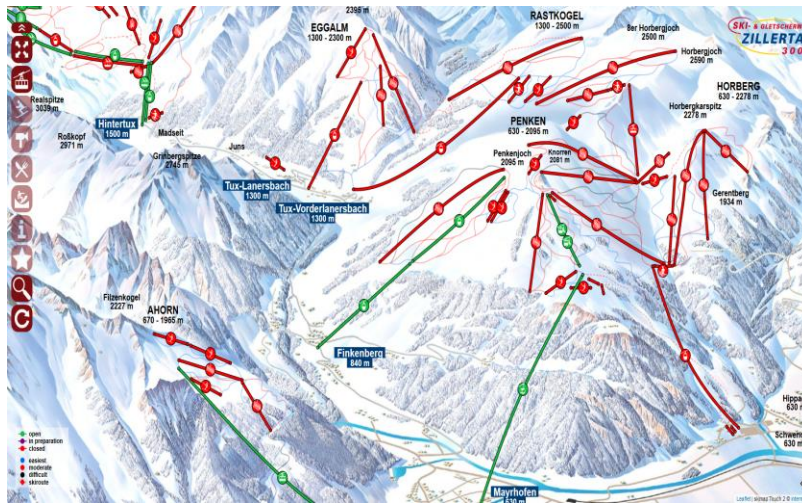 2395 m
EGGALM
1300 - 2300 m
RASTKOGEL
1300 - 2500 m
8er Horbergjoch
2500 m
SKI- & GLETSCHERW
ZILLERTA
300
Horbergjoch
2590 m
HORBERG
630 - 2278 m
Horbergkarspitz
2278 m
Realspitze
3039 m
Hintertux
1500 m
Madseit
Roßkopf
2971 m
Grinbergspitze
2745 m
Juns
PENKEN
630 - 2095 m
Penkenjoch
2095 m
Knorren
2081 m
Tux-Lanersbach
1300 m
Tux-Vorderlanersbach
1300 m
Gerentberg
1934 m
Filzenkogel
2227 m
AHORN
670 - 1965 m
Finkenberg
840 m
Hippa
630 m
Schwen
630 m
Mayrhofen
630 m
open
in preparation
closed
easiest
moderate
difficult
skiroute